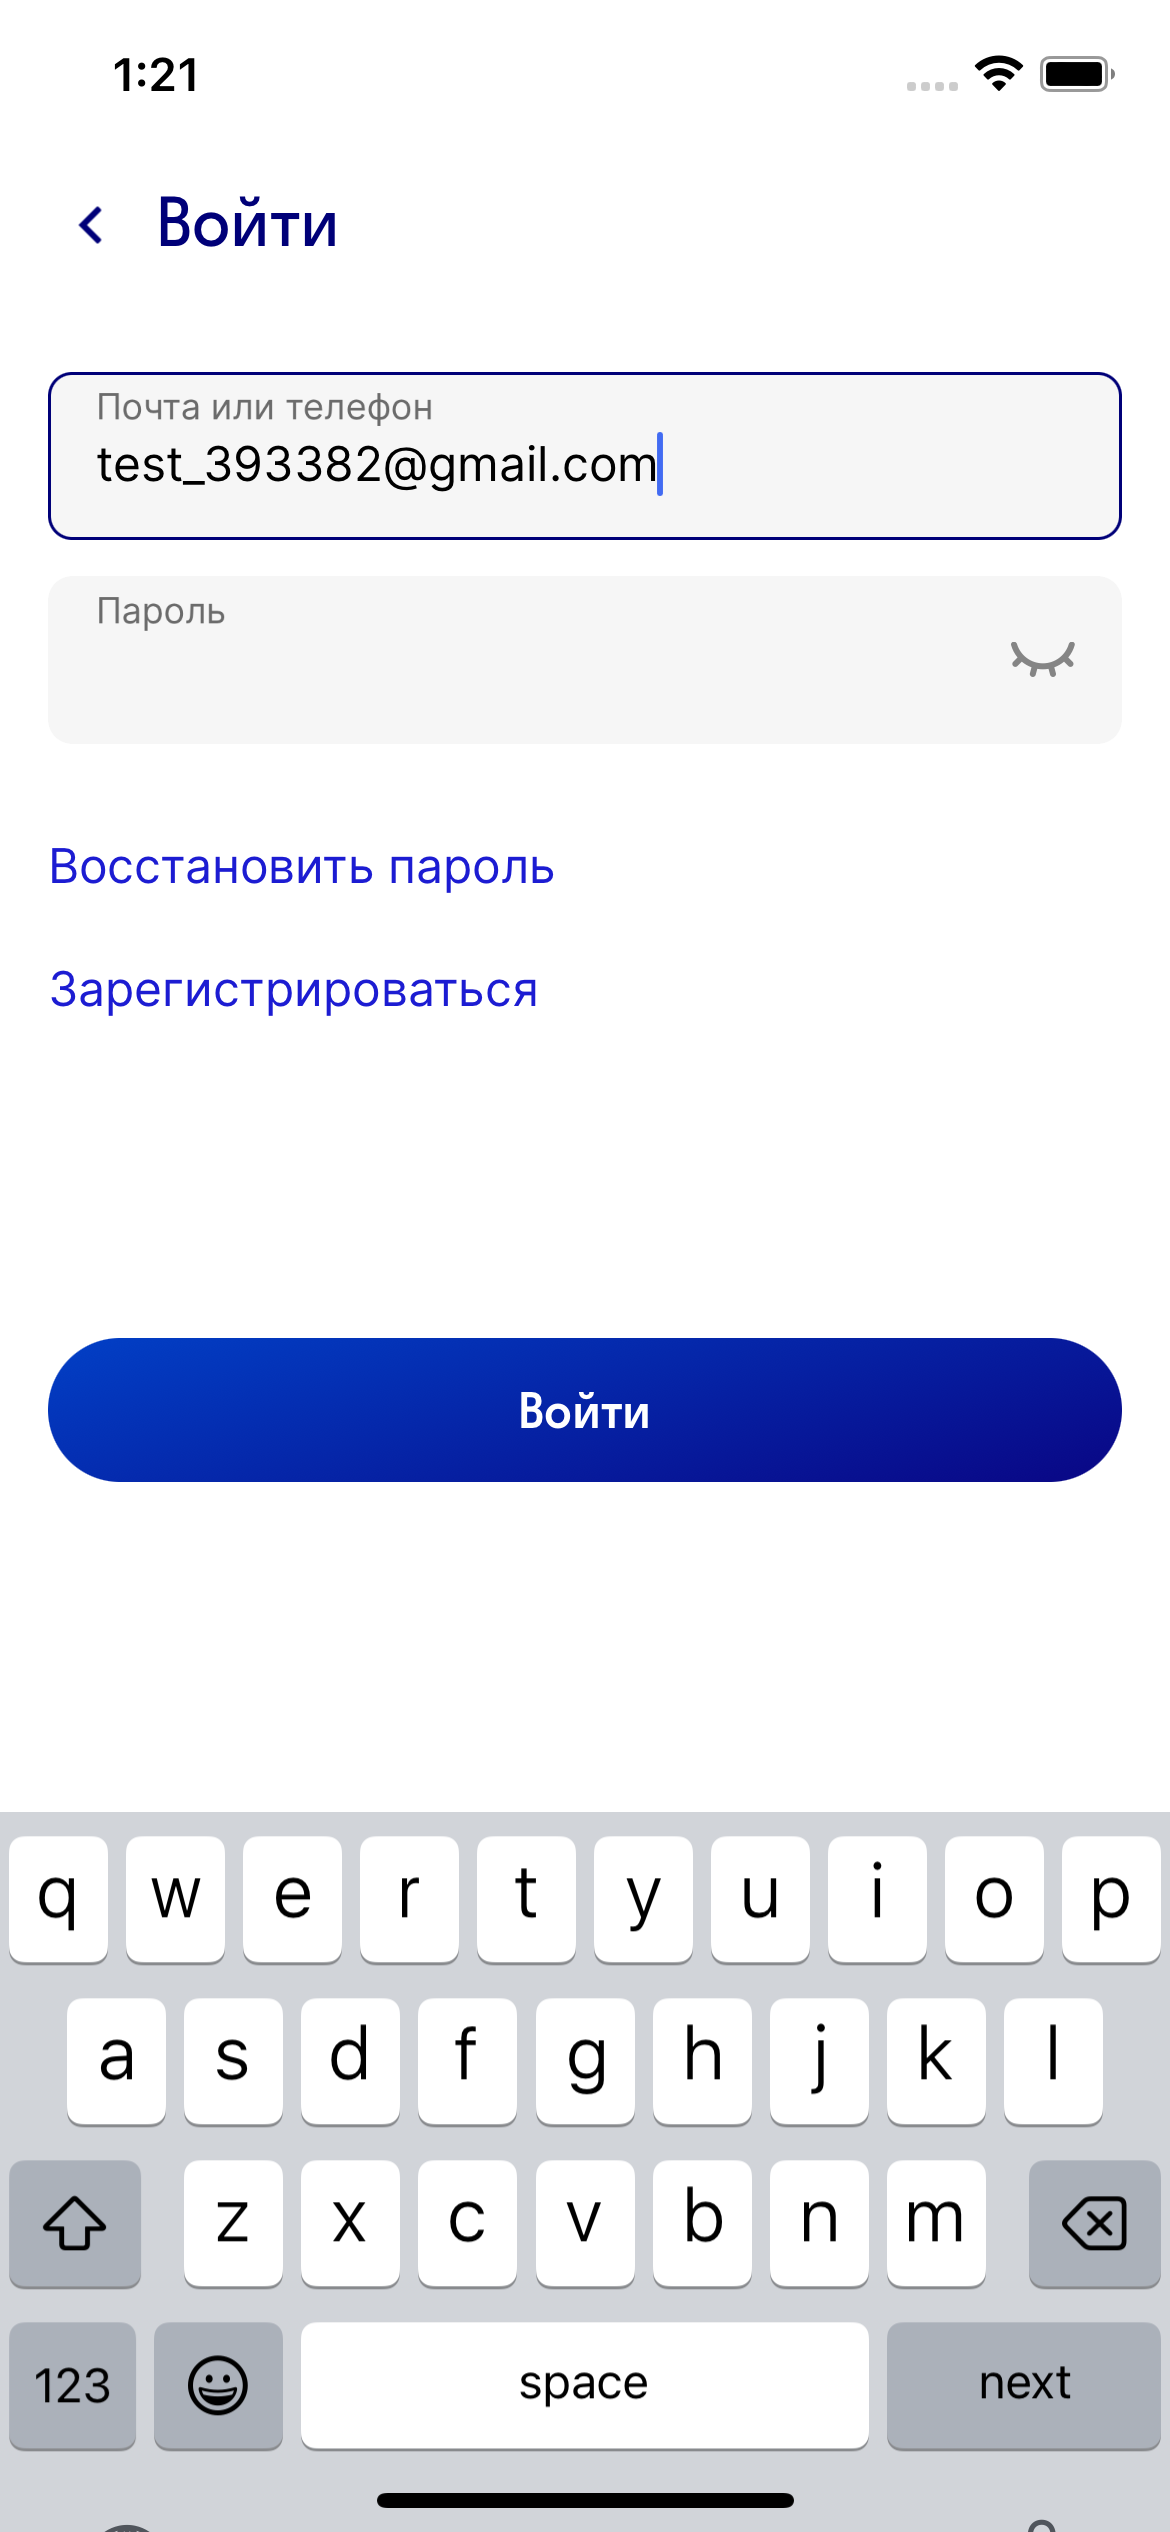 1:21
Войти
Почта или телефон
test_393382@gmail.com
Пароль
Восстановить пароль
Зарегистрироваться
Войти
q w e r t y u i o p
a s d f g h j k l
z x c v b n m
123 space next